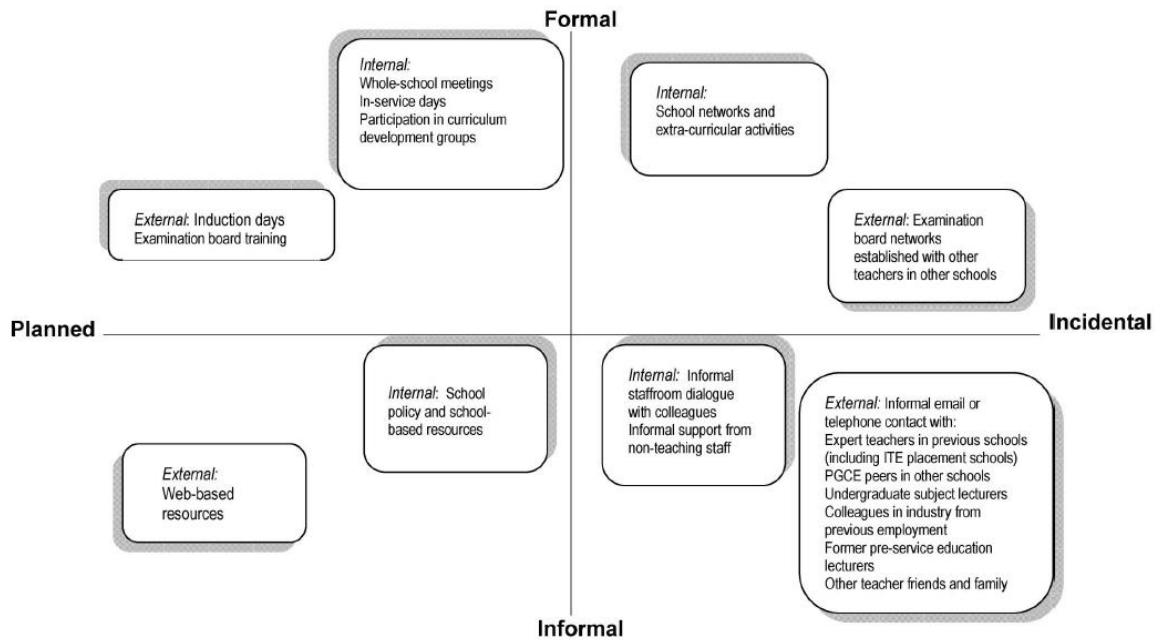 Formal
Internal:
Whole-school meetings
In-service days
Participation in curriculum
development groups
Internal:
School networks and
extra-curricular activities
External: Induction days
Examination board training
External: Examination
board networks
established with other
teachers in other schools
Planned
Incidental
Internal: School
policy and school-
based resources
Internal: Informal
staffroom dialogue
with colleagues
Informal support from
non-teaching staff
External: Informal email or
telephone contact with:
Expert teachers in previous schools
(including ITE placement schools)
PGCE peers in other schools
Undergraduate subject lecturers
Colleagues in industry from
previous employment
Former pre-service education
lecturers
Other teacher friends and family
External:
Web-based
resources
Informal